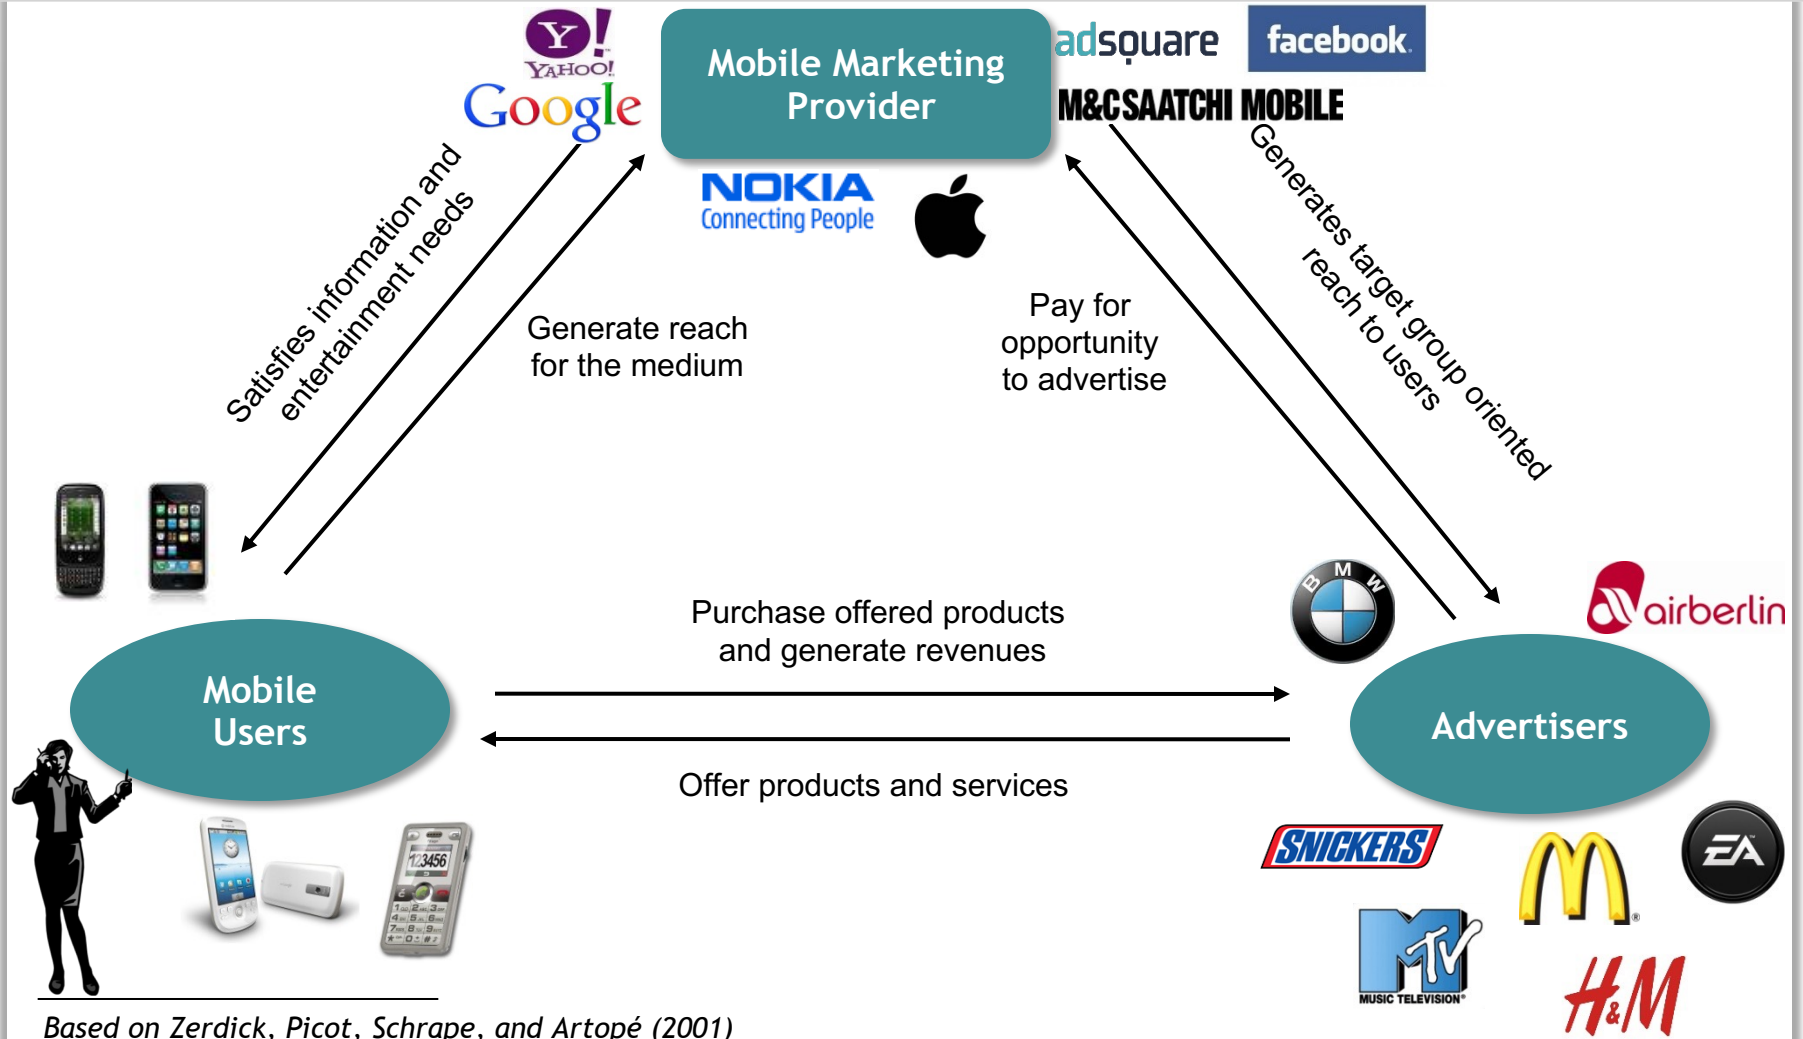 YAHOO!
Google
Mobile Marketing
Provider
adsquare
facebook
M&CSAATCHI MOBILE
NOKIA
Connecting People
Satisfies information and
entertainment needs
Generate reach
for the medium
Pay for
opportunity
to advertise
Generates target group oriented
reach to users
Purchase offered products
and generate revenues
Offer products and services
BMW
airberlin
Mobile
Users
Advertisers
123456
SNICKERS
M
EA
MTV
MUSIC TELEVISION®
H&M
Based on Zerdick, Picot, Schrape, and Artopé (2001)